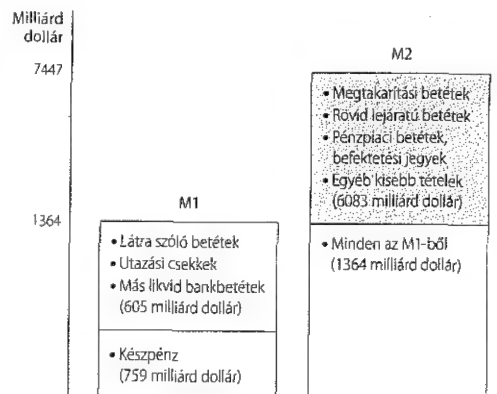 Milliárd
dollár
7447
1364
M1
• Látra szóló betétek
• Utazási csekkek
• Más likvid bankbetétek
(605 milliárd dollár)
• Készpénz
(759 milliárd dollár)
M2
• Megtakarítási betétek
• Rövid lejáratú betétek
• Pénzpiaci betétek,
befektetési jegyek
• Egyéb kisebb tételek
(6083 milliárd dollár)
• Minden az M1-ből
(1364 milliárd dollár)